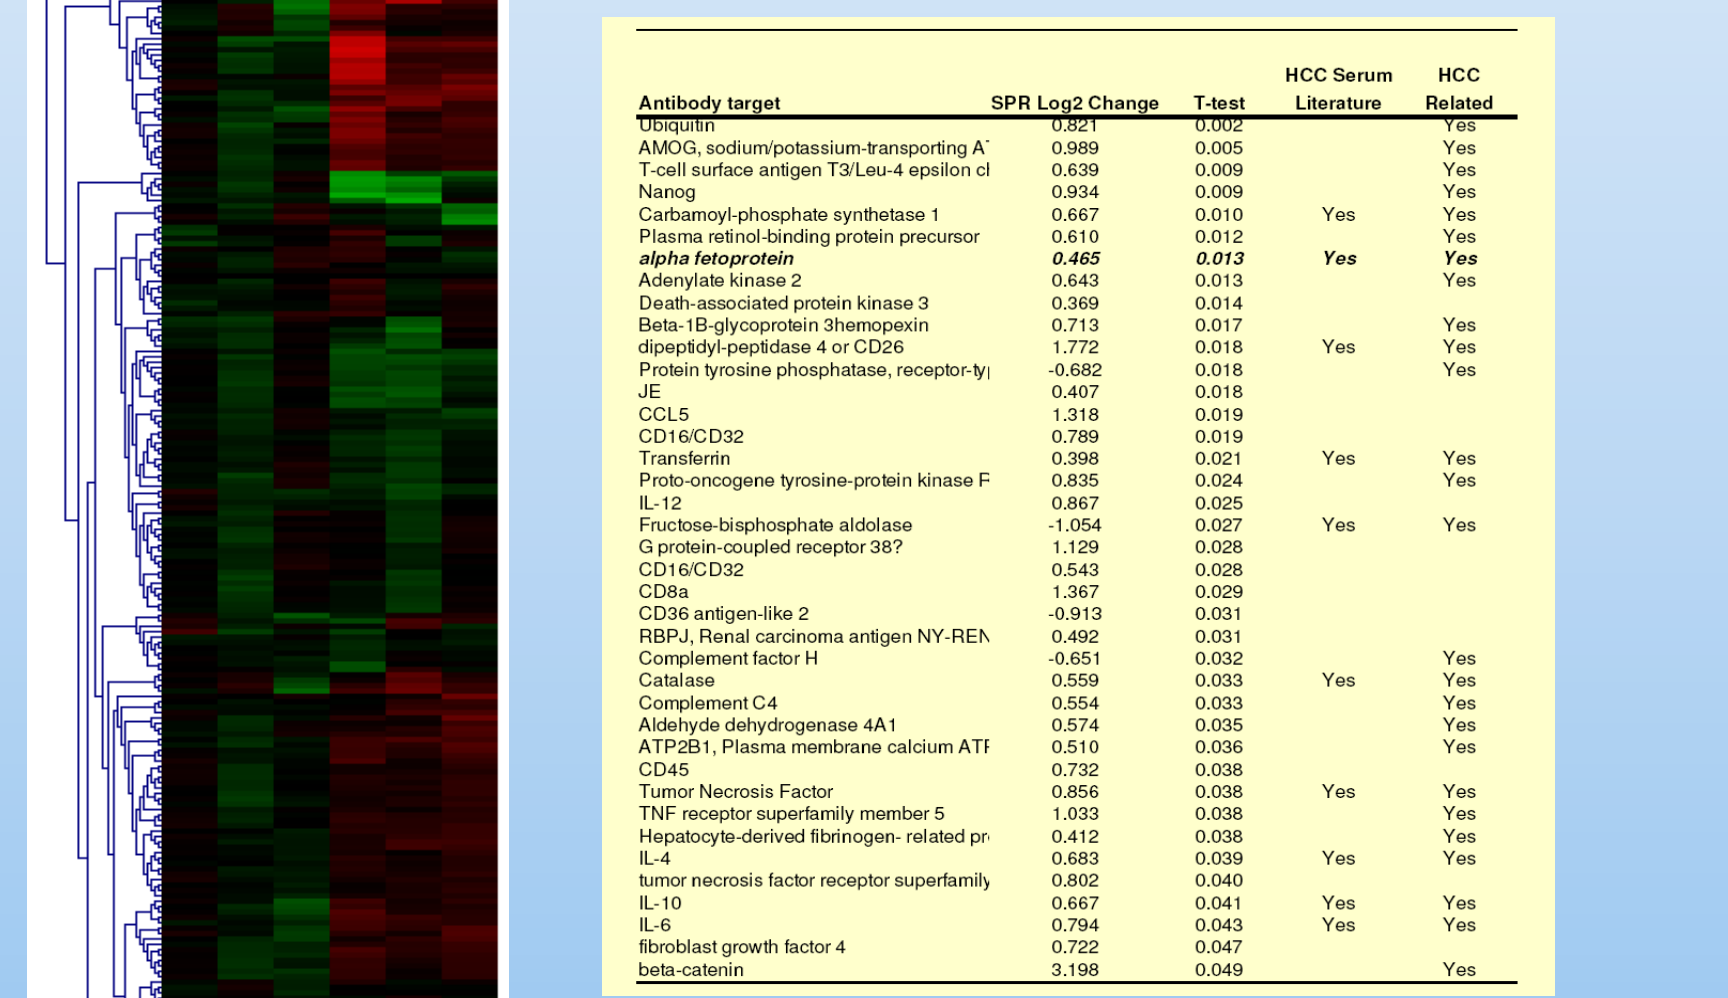 HCC Serum HCC
Antibody target SPR Log2 Change T-test Literature Related
Ubiquitin 0.821 0.002 Yes
AMOG, sodium/potassium-transporting AT 0.989 0.005 Yes
T-cell surface antigen T3/Leu-4 epsilon ch 0.639 0.009 Yes
Nanog 0.934 0.009 Yes
Carbamoyl-phosphate synthetase 1 0.667 0.010 Yes Yes
Plasma retinol-binding protein precursor 0.610 0.012 Yes
alpha fetoprotein 0.465 0.013 Yes Yes
Adenylate kinase 2 0.643 0.013 Yes
Death-associated protein kinase 3 0.369 0.014
Beta-1B-glycoprotein 3hemopexin 0.713 0.017 Yes
dipeptidyl-peptidase 4 or CD26 1.772 0.018 Yes Yes
Protein tyrosine phosphatase, receptor-typ -0.682 0.018 Yes
JE 0.407 0.018
CCL5 1.318 0.019
CD16/CD32 0.789 0.019
Transferrin 0.398 0.021 Yes Yes
Proto-oncogene tyrosine-protein kinase F 0.835 0.024 Yes
IL-12 0.867 0.025
Fructose-bisphosphate aldolase -1.054 0.027 Yes Yes
G protein-coupled receptor 38? 1.129 0.028
CD16/CD32 0.543 0.028
CD8a 1.367 0.029
CD36 antigen-like 2 -0.913 0.031
RBPJ, Renal carcinoma antigen NY-REN 0.492 0.031
Complement factor H -0.651 0.032 Yes
Catalase 0.559 0.033 Yes Yes
Complement C4 0.554 0.033 Yes
Aldehyde dehydrogenase 4A1 0.574 0.035 Yes
ATP2B1, Plasma membrane calcium ATP 0.510 0.036 Yes
CD45 0.732 0.038
Tumor Necrosis Factor 0.856 0.038 Yes Yes
TNF receptor superfamily member 5 1.033 0.038 Yes
Hepatocyte-derived fibrinogen- related pro 0.412 0.038 Yes
IL-4 0.683 0.039 Yes Yes
tumor necrosis factor receptor superfamily 0.802 0.040
IL-10 0.667 0.041 Yes Yes
IL-6 0.794 0.043 Yes Yes
fibroblast growth factor 4 0.722 0.047
beta-catenin 3.198 0.049 Yes